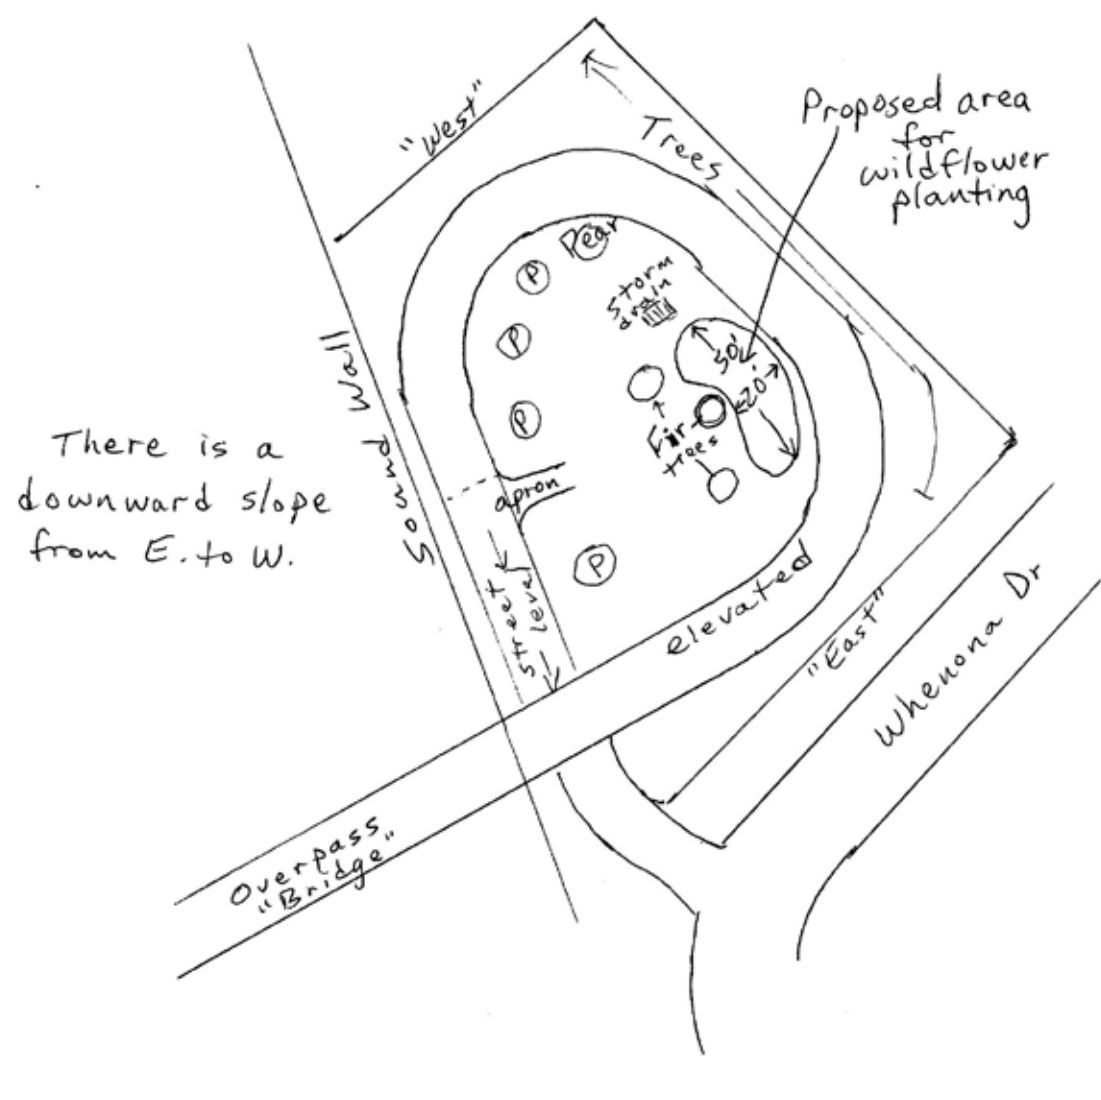 "West"
Trees
Proposed area
for
wildflower
planting
Pear
P
Storm
drain
P
30'
20'
P
Fir
trees
Sound Wall
apron
There is a
downward slope
from E. to W.
street
level
P
elevated
"East"
Whenona Dr
Overpass
"Bridge"